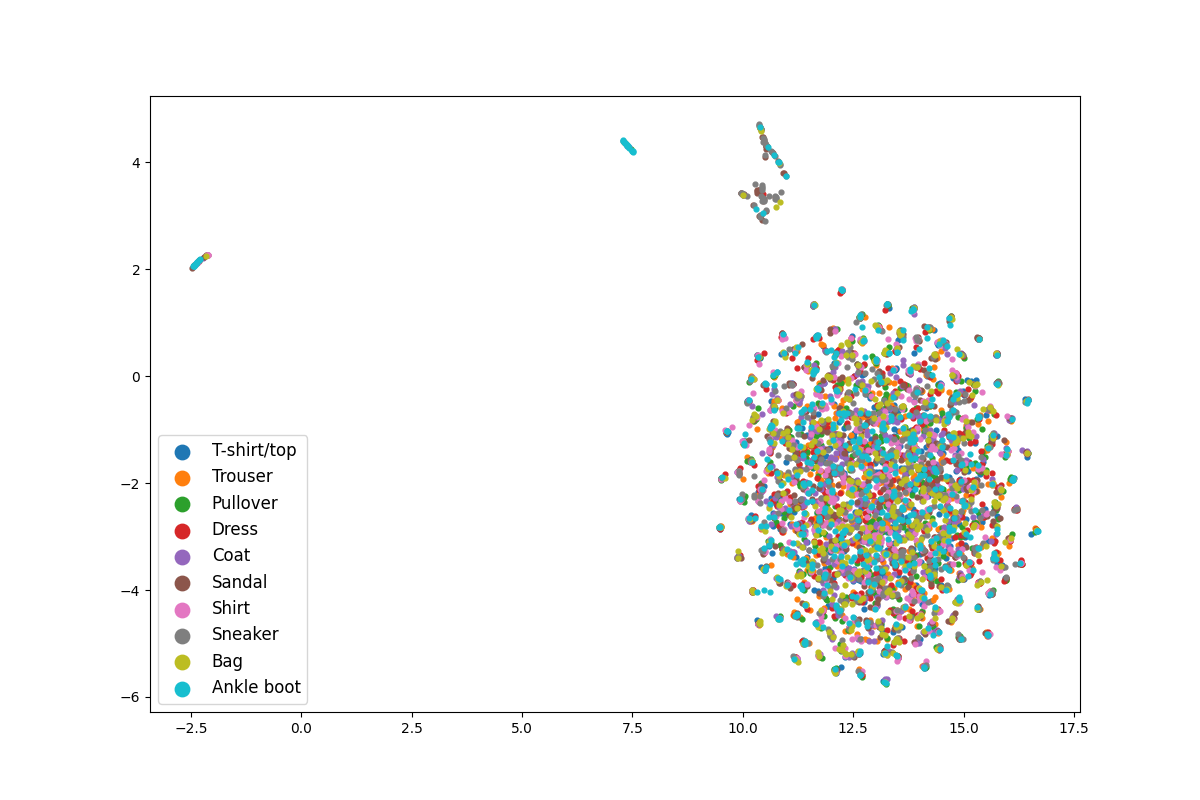 4
2
0
−2
−4
−6
T-shirt/top
Trouser
Pullover
Dress
Coat
Sandal
Shirt
Sneaker
Bag
Ankle boot
−2.5 0.0 2.5 5.0 7.5 10.0 12.5 15.0 17.5